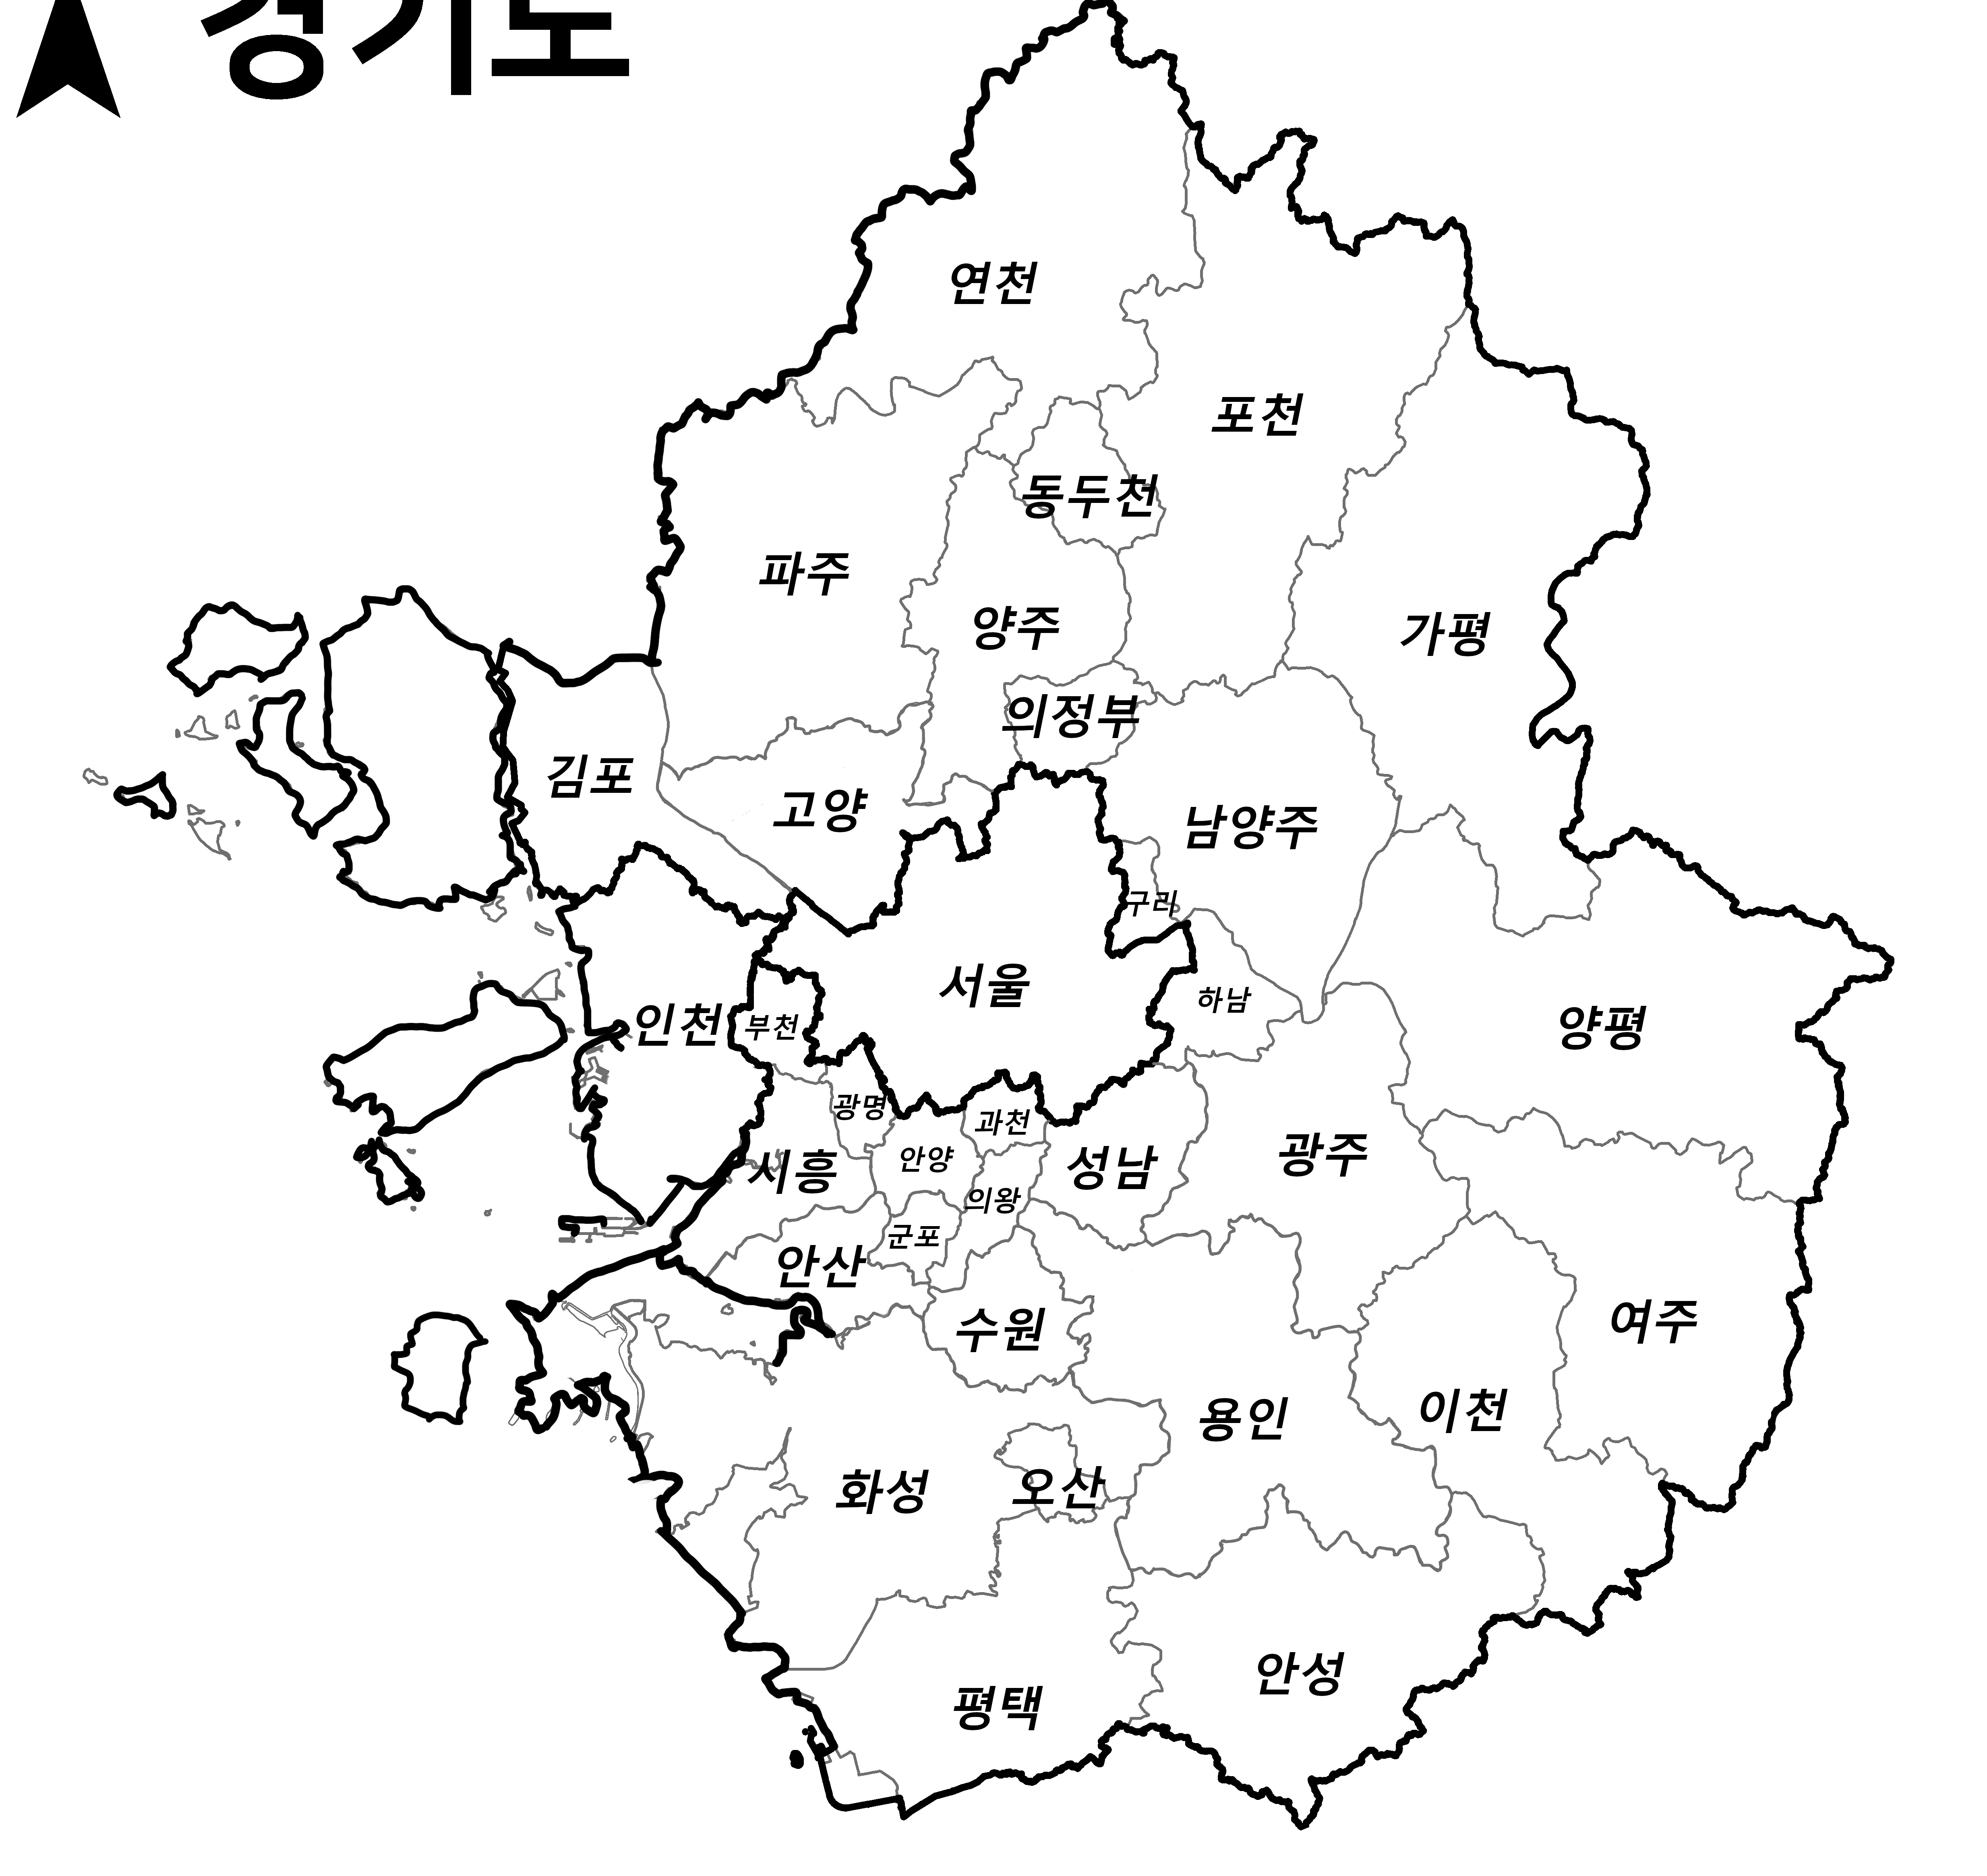 경기도
연천
포천
동두천
파주
양주
가평
의정부
김포
고양
남양주
구리
서울
하남
인천
부천
양평
광명
과천
안양
성남
광주
시흥
의왕
군포
안산
수원
여주
이천
용인
화성
오산
안성
평택